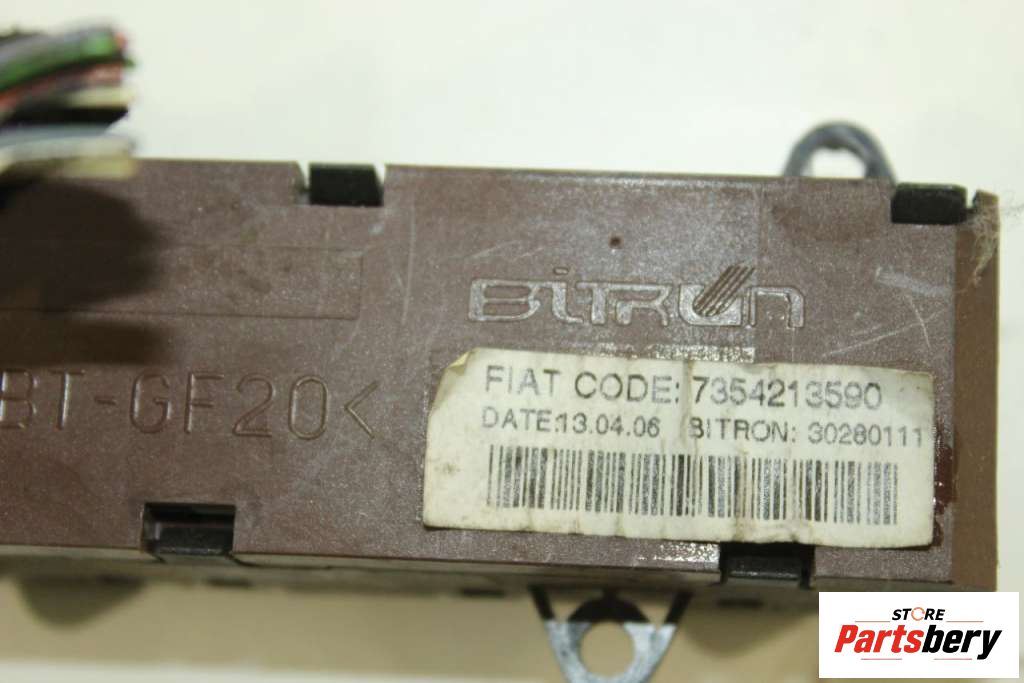 BiTRON
BT-GF20<
FIAT CODE: 7354213590
DATE:13.04.06 BITRON: 30280111
STORE
Partsbery